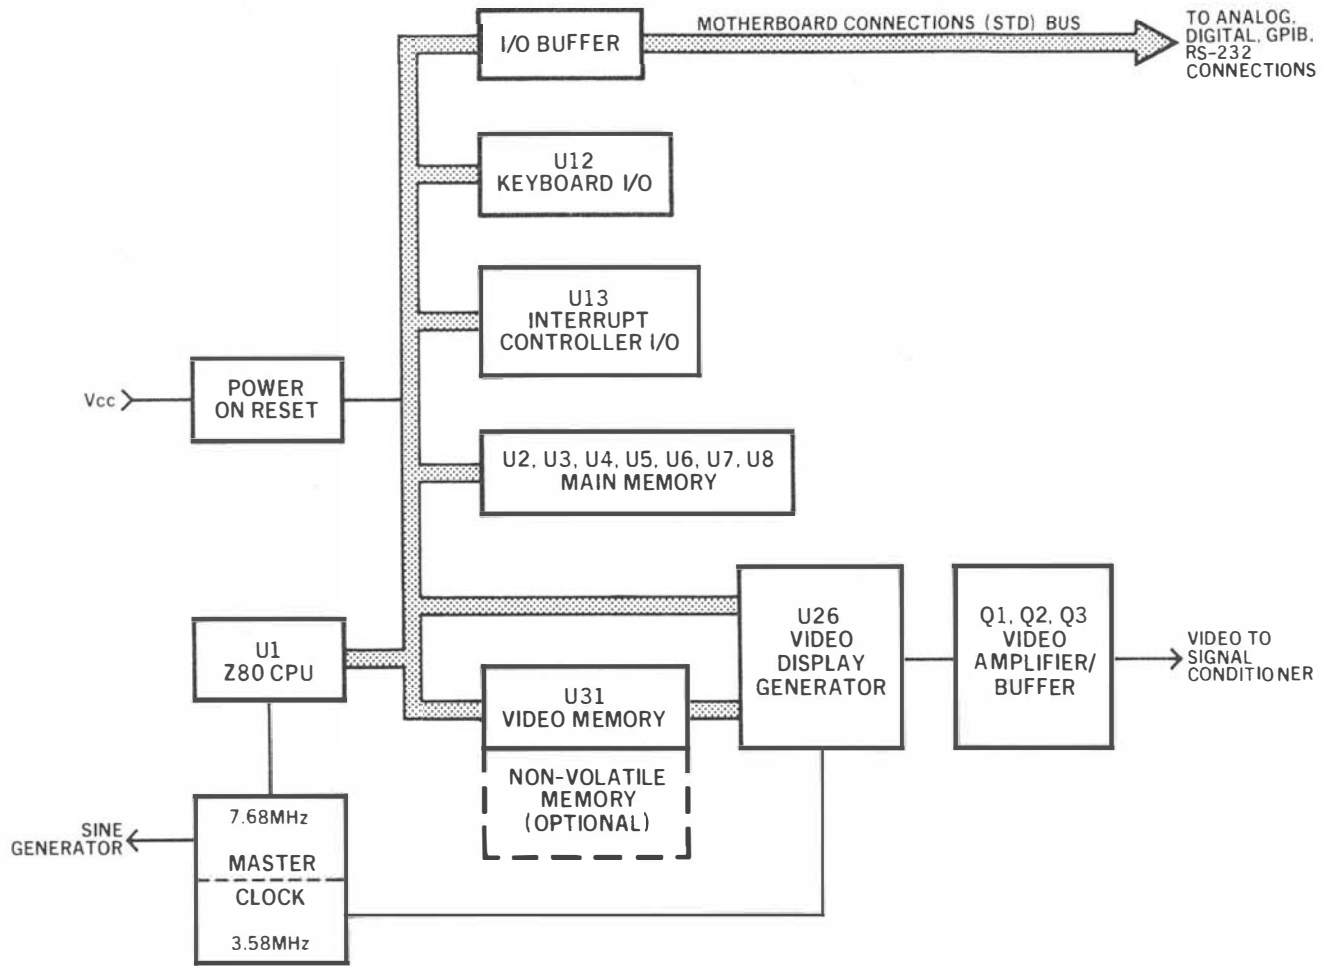 I/O BUFFER
MOTHERBOARD CONNECTIONS (STD) BUS
TO ANALOG,
DIGITAL, GPIB,
RS-232
CONNECTIONS
U12
KEYBOARD I/O
U13
INTERRUPT
CONTROLLER I/O
Vcc
POWER
ON RESET
U2, U3, U4, U5, U6, U7, U8
MAIN MEMORY
U1
Z80 CPU
U26
VIDEO
DISPLAY
GENERATOR
Q1, Q2, Q3
VIDEO
AMPLIFIER/
BUFFER
VIDEO TO
SIGNAL
CONDITIONER
U31
VIDEO MEMORY
NON-VOLATILE
MEMORY
(OPTIONAL)
SINE
GENERATOR
7.68MHz
MASTER
CLOCK
3.58MHz